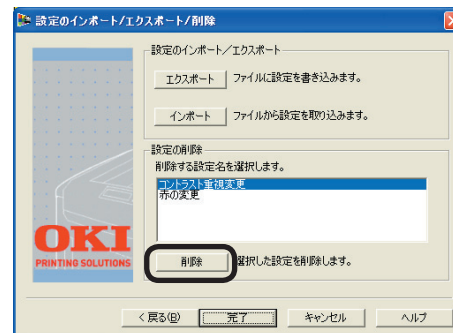 設定のインポート/エクスポート/削除
設定のインポート/エクスポート
エクスポート ファイルに設定を書き込みます。
インポート ファイルから設定を取り込みます。
設定の削除
削除する設定名を選択します。
コントラスト重視変更
赤の変更
OKI
PRINTING SOLUTIONS
削除 選択した設定を削除します。
< 戻る(B) 完了 キャンセル ヘルプ